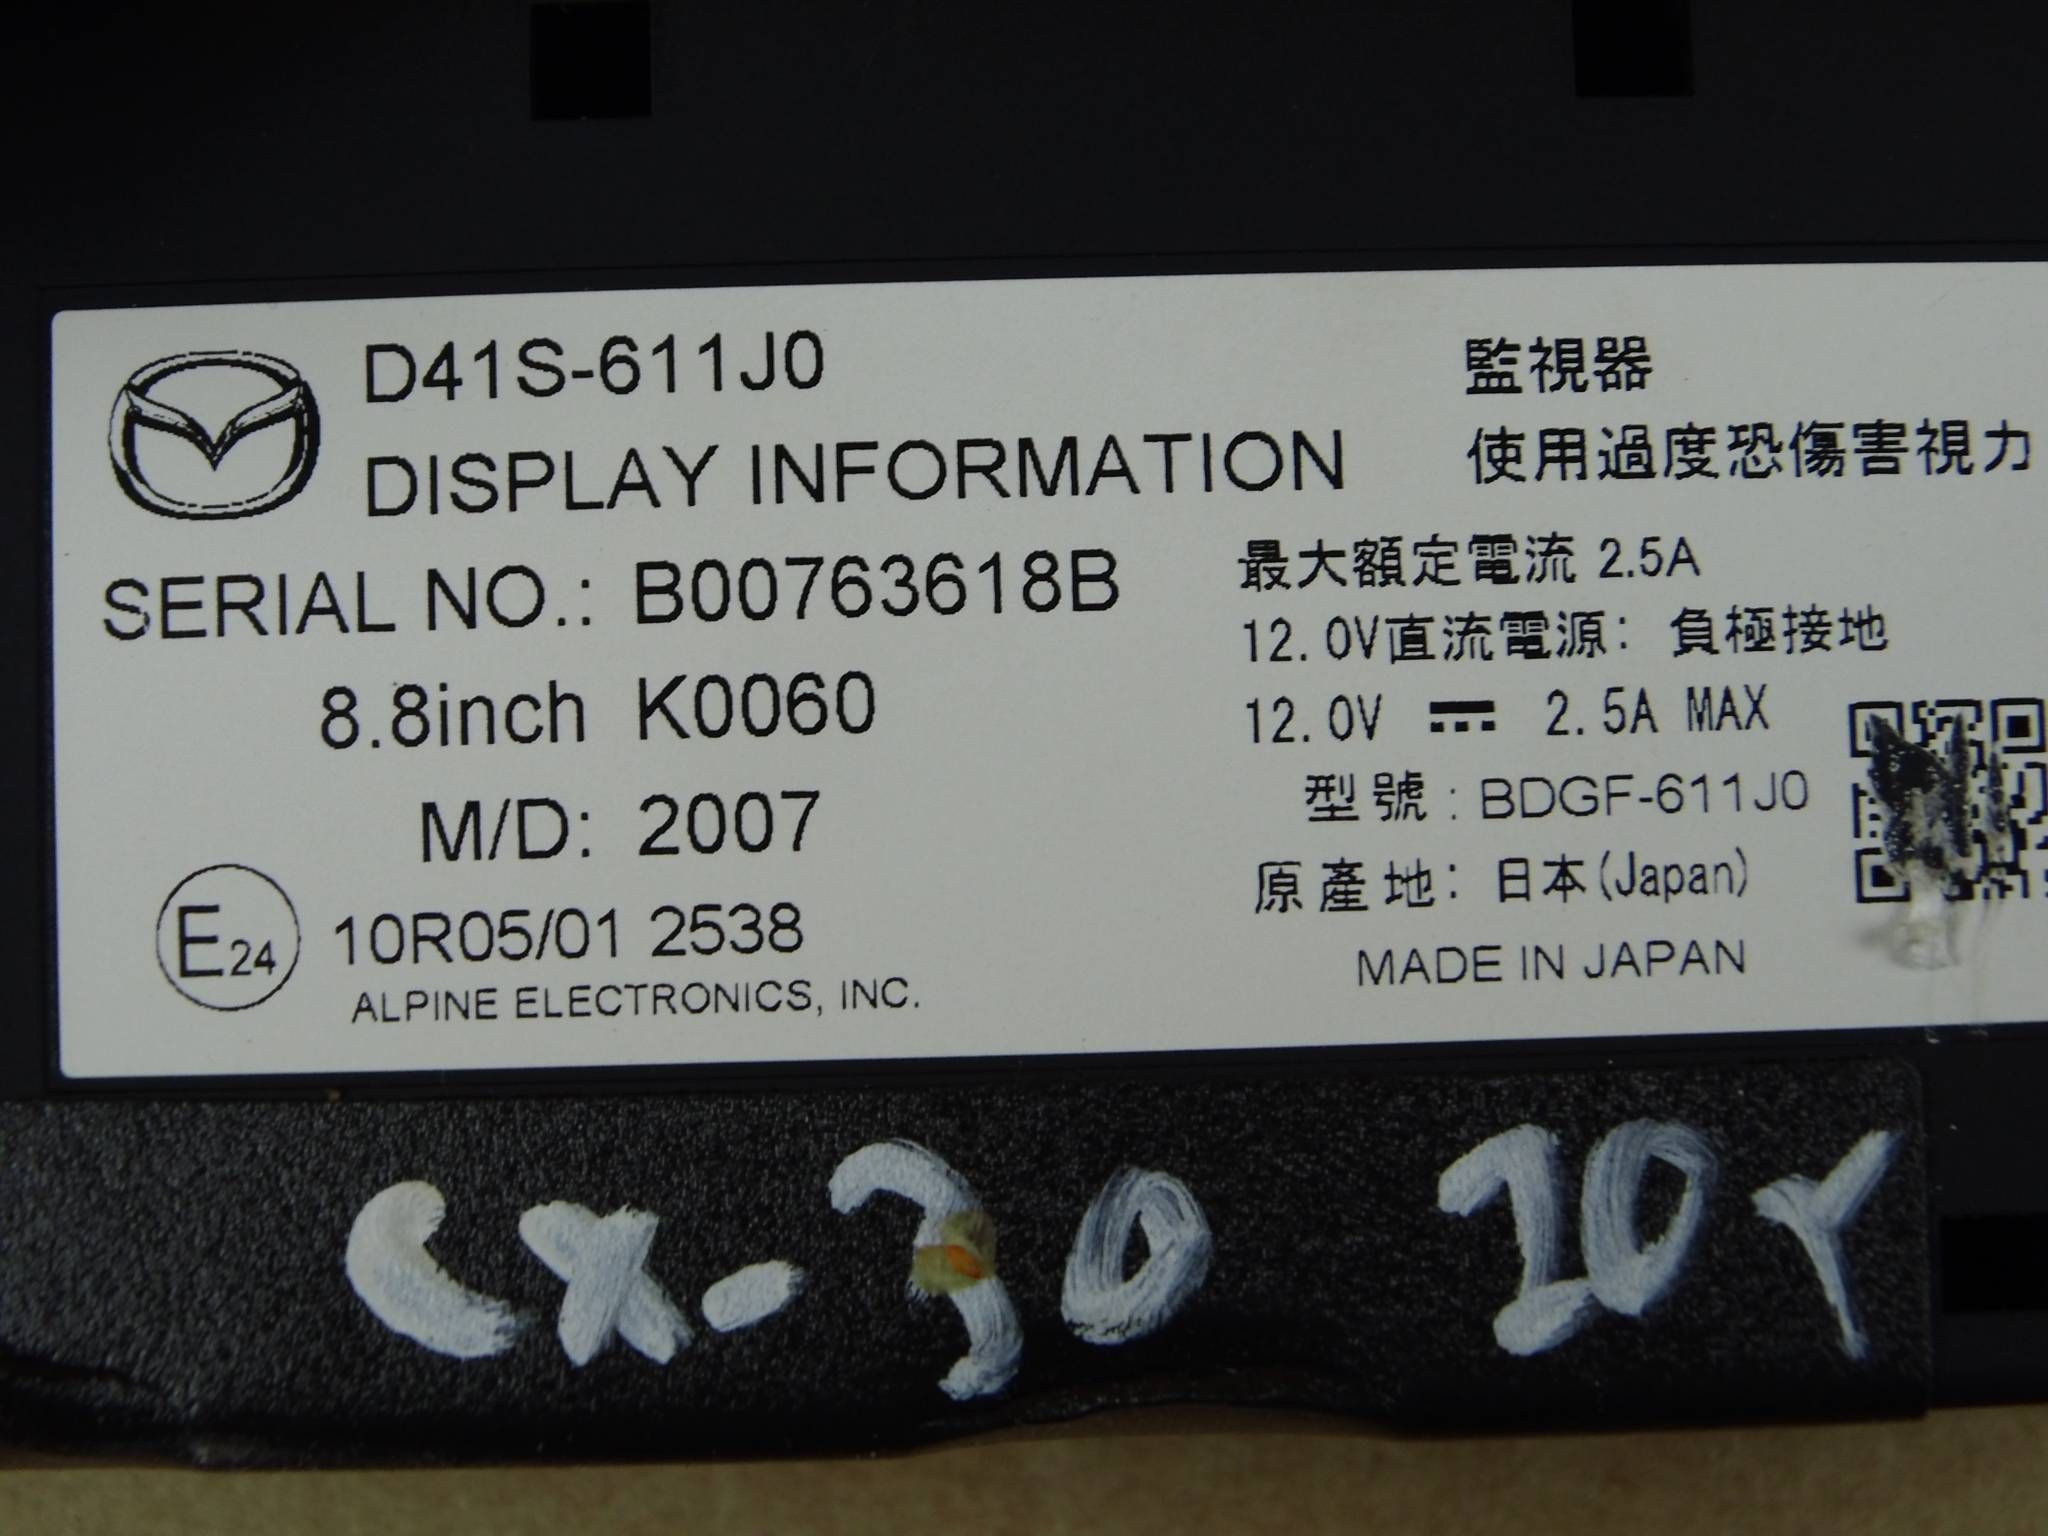 D41S-611J0
DISPLAY INFORMATION
SERIAL NO.: B00763618B
8.8inch K0060
M/D: 2007
E24 10R05/01 2538
ALPINE ELECTRONICS, INC.
監視器
使用過度恐傷害視力
最大額定電流 2.5A
12.0V直流電源: 負極接地
12.0V ⎓ 2.5A MAX
型號: BDGF-611J0
原產地: 日本(Japan)
MADE IN JAPAN
CX-30 20Y